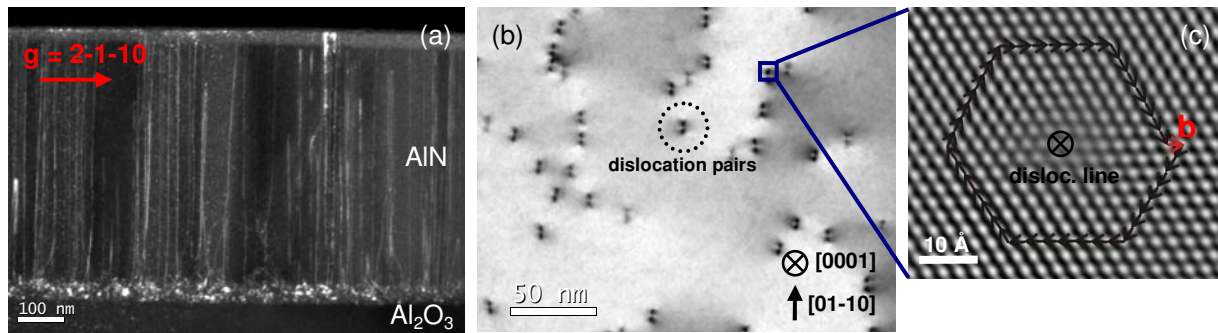 (a)
g = 2-1-10
AlN
100 nm
Al₂O₃
(b)
dislocation pairs
[0001]
[01-10]
50 nm
(c)
b
disloc. line
10 Å